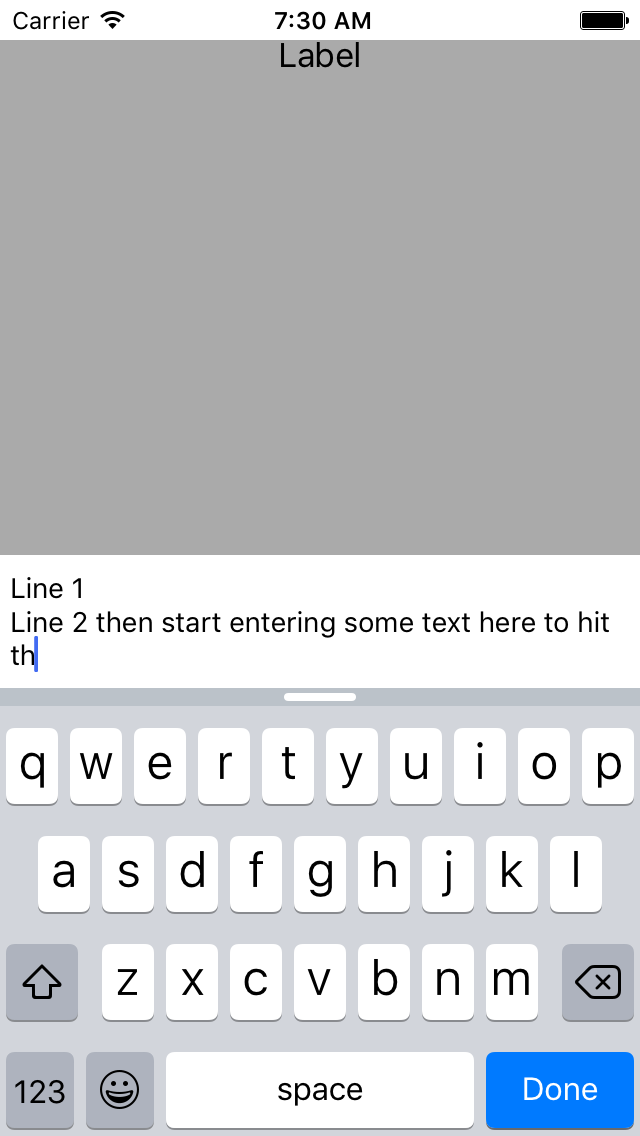 Carrier 7:30 AM
Label
Line 1
Line 2 then start entering some text here to hit
th
q w e r t y u i o p
a s d f g h j k l
z x c v b n m
123 space Done